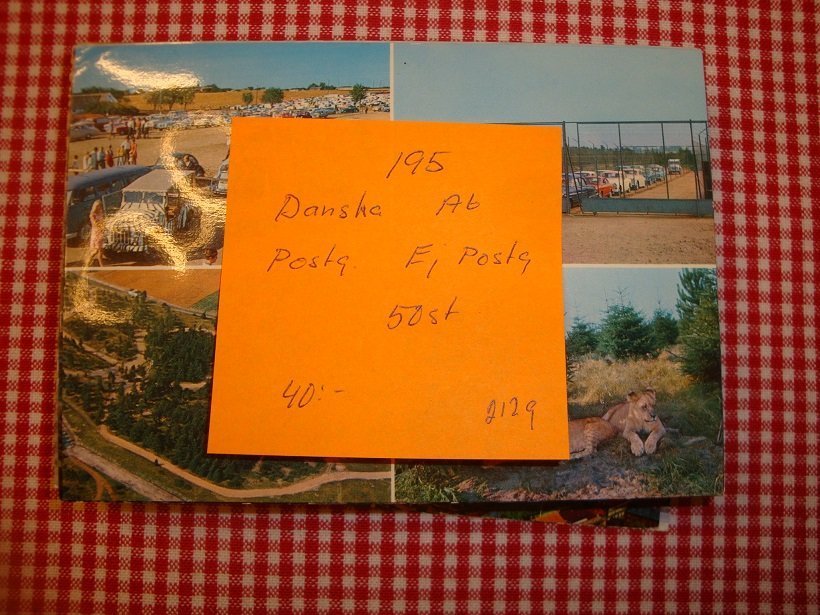 195
Danska Ab
Postg. Ej Postg
50st
40:-
2129